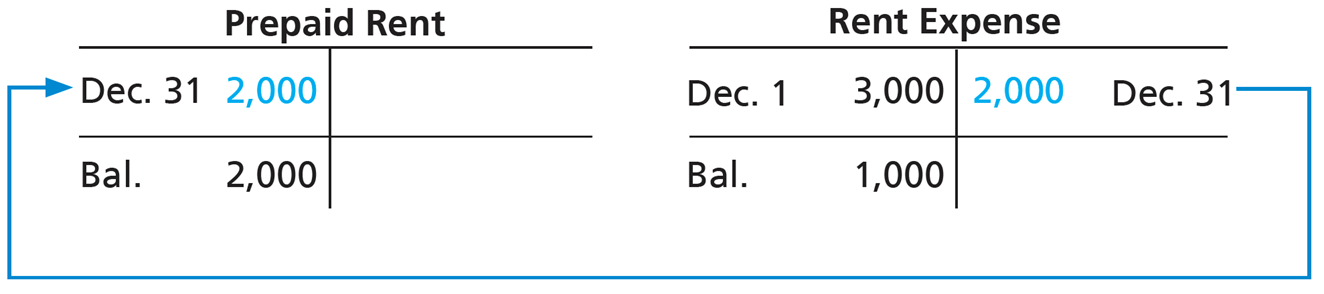 Prepaid Rent
Dec. 31 2,000
Bal. 2,000
Rent Expense
Dec. 1 3,000 2,000 Dec. 31
Bal. 1,000